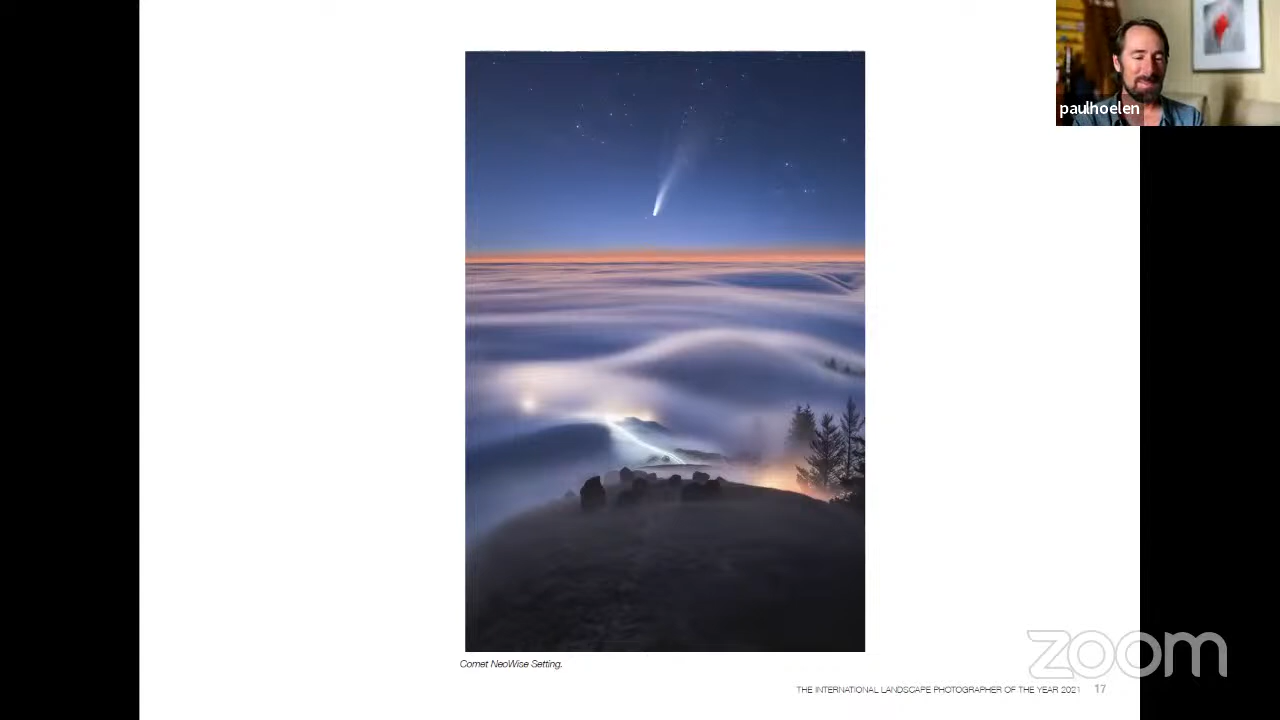 paulhoelen
Comet NeoWise Setting.
zoom
THE INTERNATIONAL LANDSCAPE PHOTOGRAPHER OF THE YEAR 2021 17